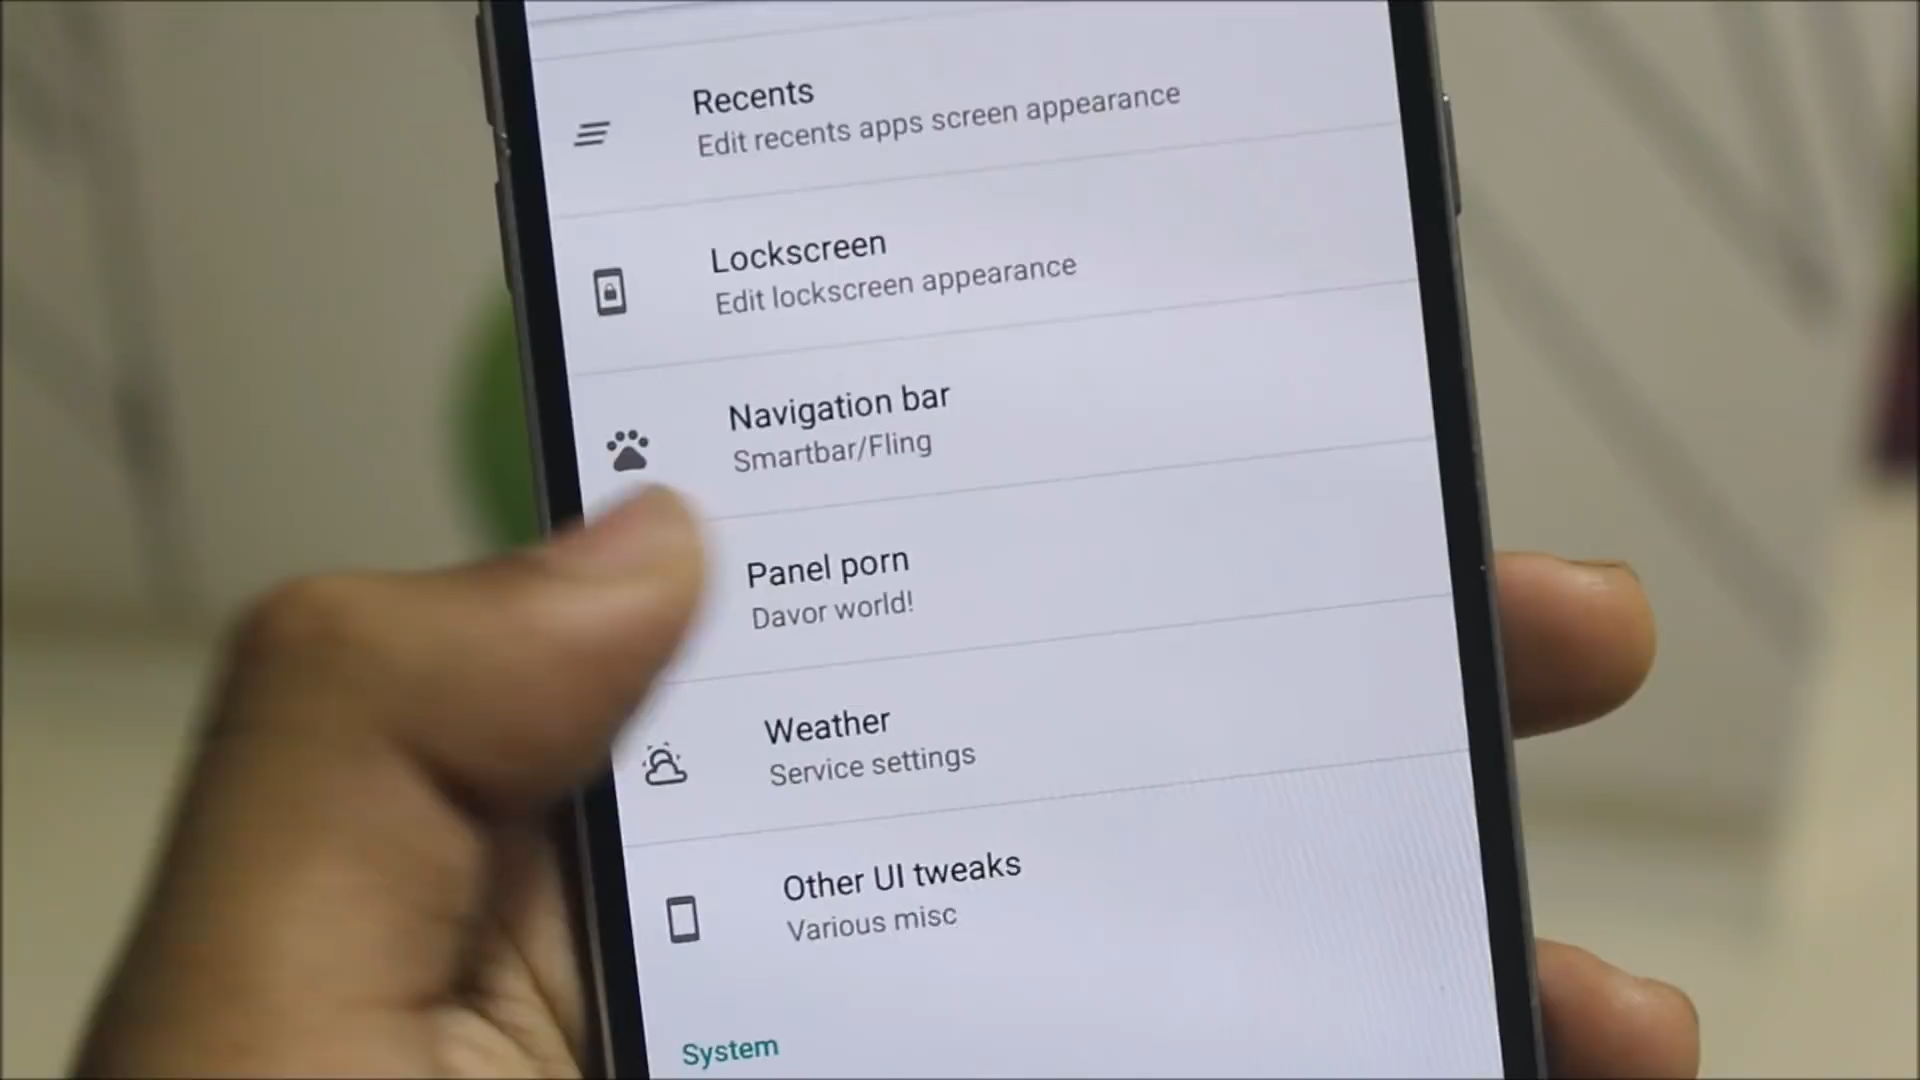 Recents
Edit recents apps screen appearance
Lockscreen
Edit lockscreen appearance
Navigation bar
Smartbar/Fling
Panel porn
Davor world!
Weather
Service settings
Other UI tweaks
Various misc
System